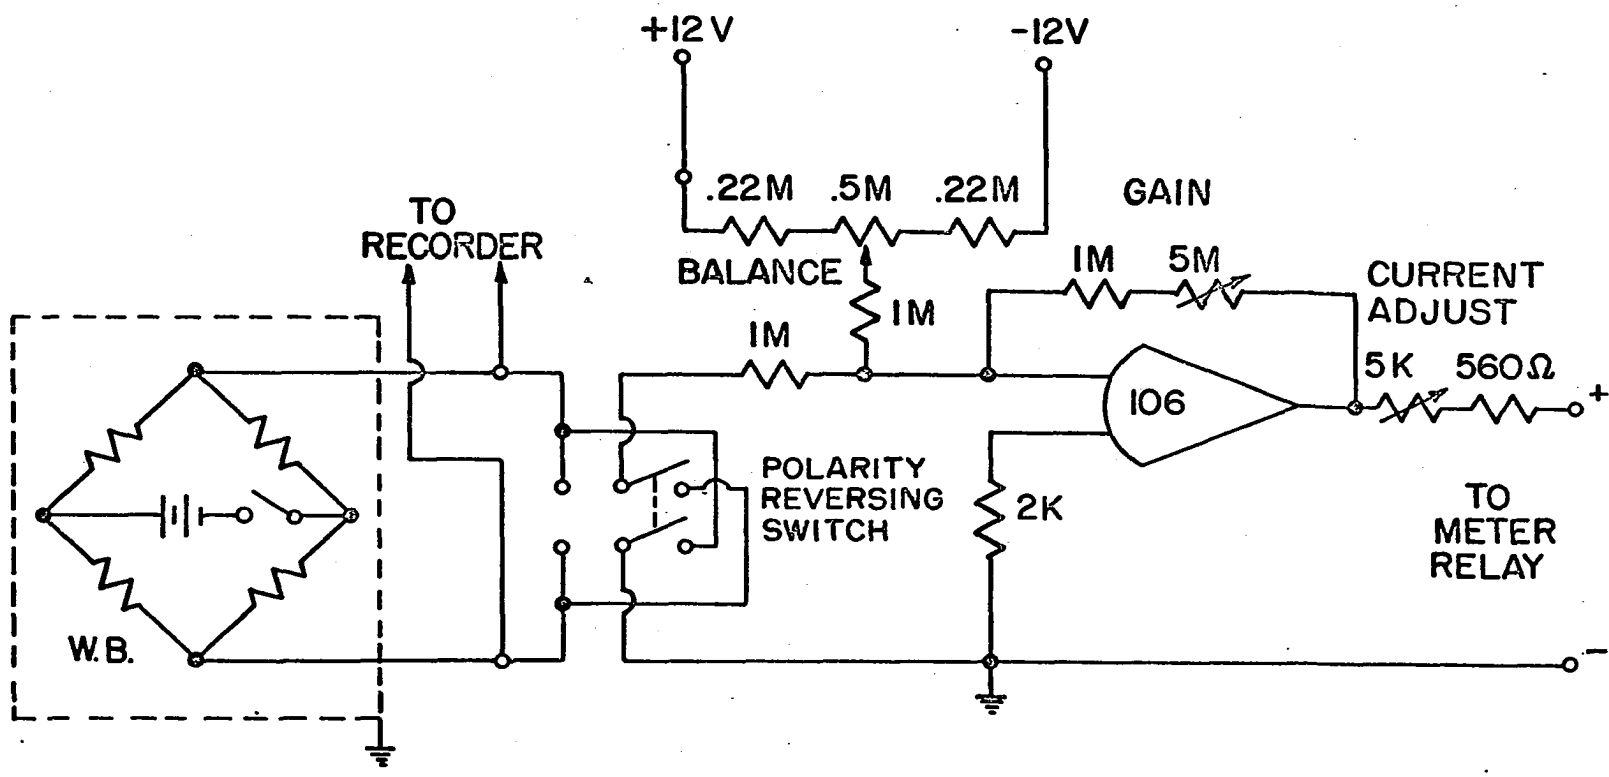 +12V
-12V
.22M
.5M
.22M
GAIN
TO
RECORDER
BALANCE
1M
5M
CURRENT
ADJUST
1M
1M
5K
560Ω
+
106
POLARITY
REVERSING
SWITCH
2K
TO
METER
RELAY
W.B.
-